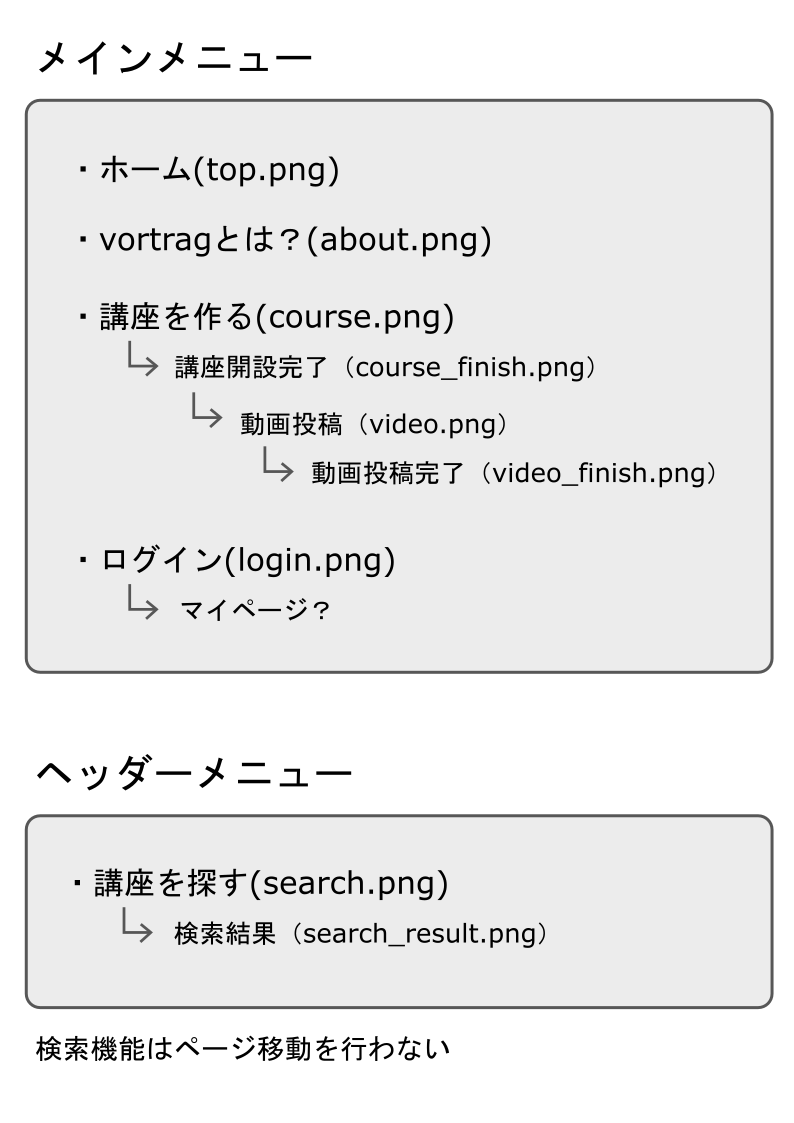 メインメニュー
・ホーム(top.png)
・vortragとは？(about.png)
・講座を作る(course.png)
講座開設完了（course_finish.png）
動画投稿（video.png）
動画投稿完了（video_finish.png）
・ログイン(login.png)
マイページ？
ヘッダーメニュー
・講座を探す(search.png)
検索結果（search_result.png）
検索機能はページ移動を行わない